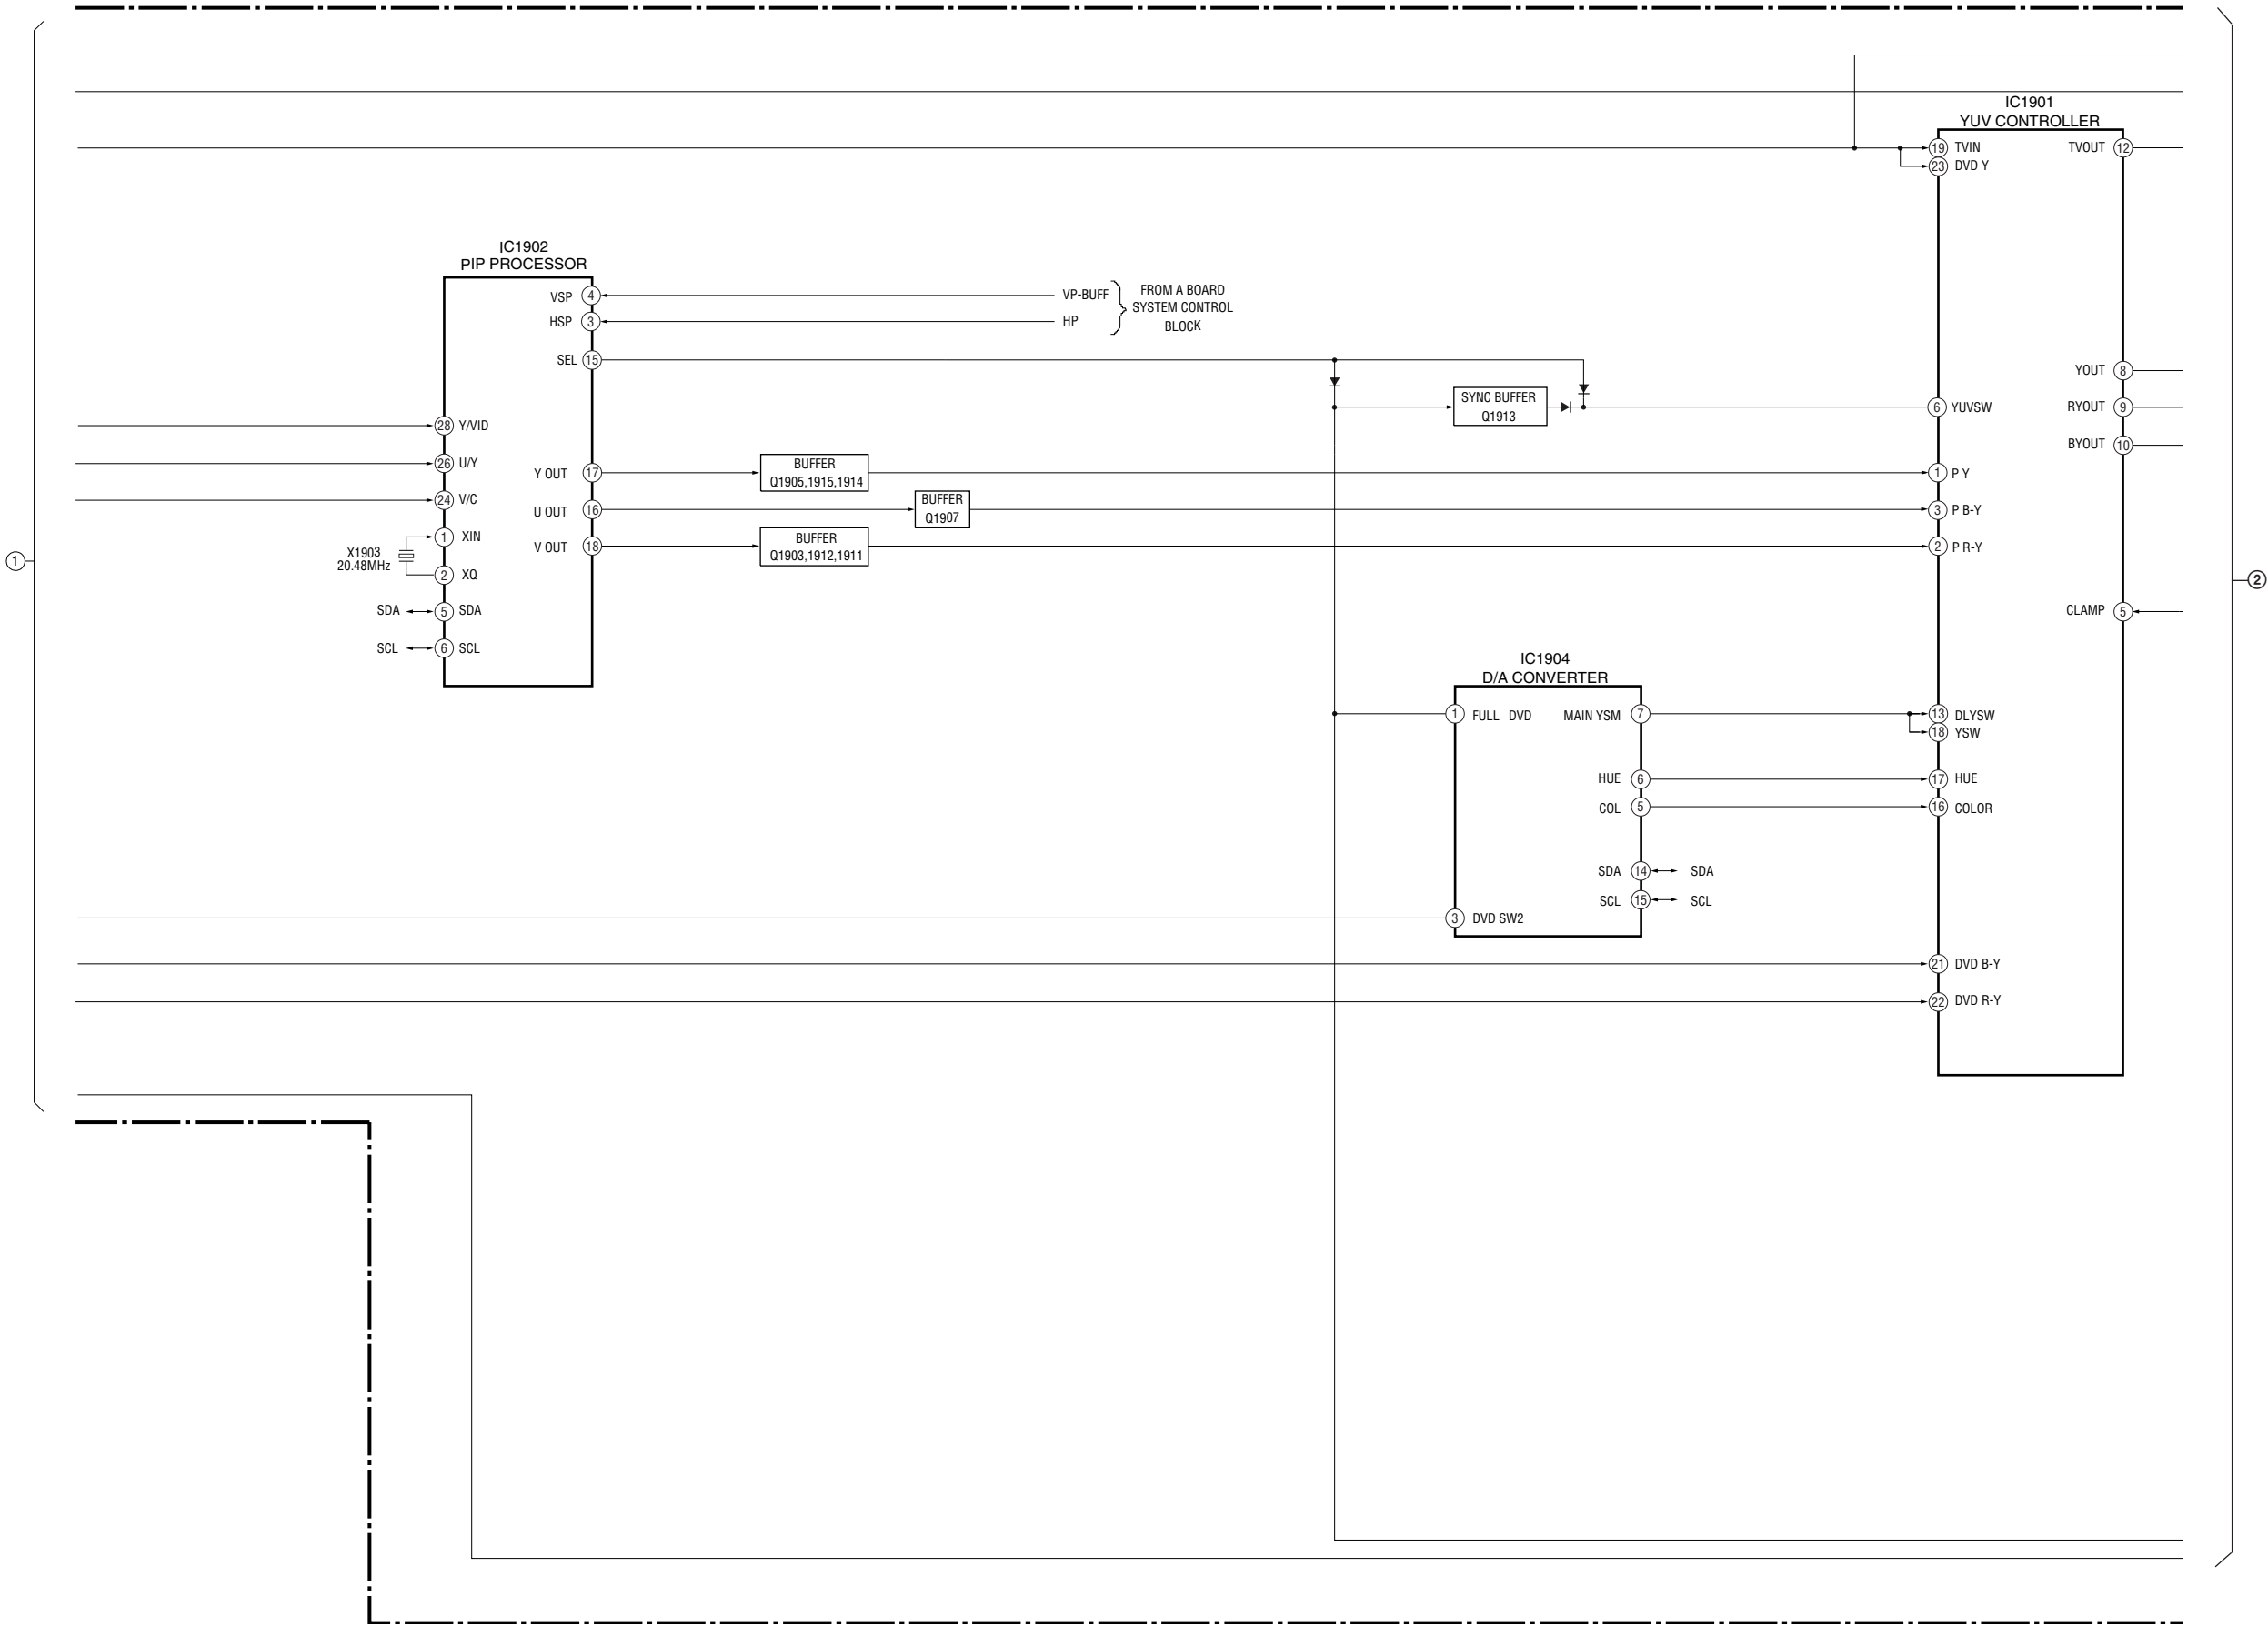 IC1901
YUV CONTROLLER
19 TVIN
TVOUT 12
23 DVD Y
IC1902
PIP PROCESSOR
VSP 4
VP-BUFF
HSP 3
HP
FROM A BOARD
SYSTEM CONTROL
BLOCK
SEL 15
YOUT 8
SYNC BUFFER
Q1913
6 YUVSW
RYOUT 9
28 Y/VID
BYOUT 10
26 U/Y
Y OUT 17
BUFFER
Q1905,1915,1914
1 P Y
24 V/C
U OUT 16
BUFFER
Q1907
3 P B-Y
1 XIN
V OUT 18
BUFFER
Q1903,1912,1911
2 P R-Y
X1903
20.48MHz
1
2 XQ
2
SDA 5 SDA
CLAMP 5
SCL 6 SCL
IC1904
D/A CONVERTER
1 FULL DVD
MAIN YSM 7
13 DLYSW
18 YSW
HUE 6
17 HUE
COL 5
16 COLOR
SDA 14 SDA
SCL 15 SCL
3 DVD SW2
21 DVD B-Y
22 DVD R-Y